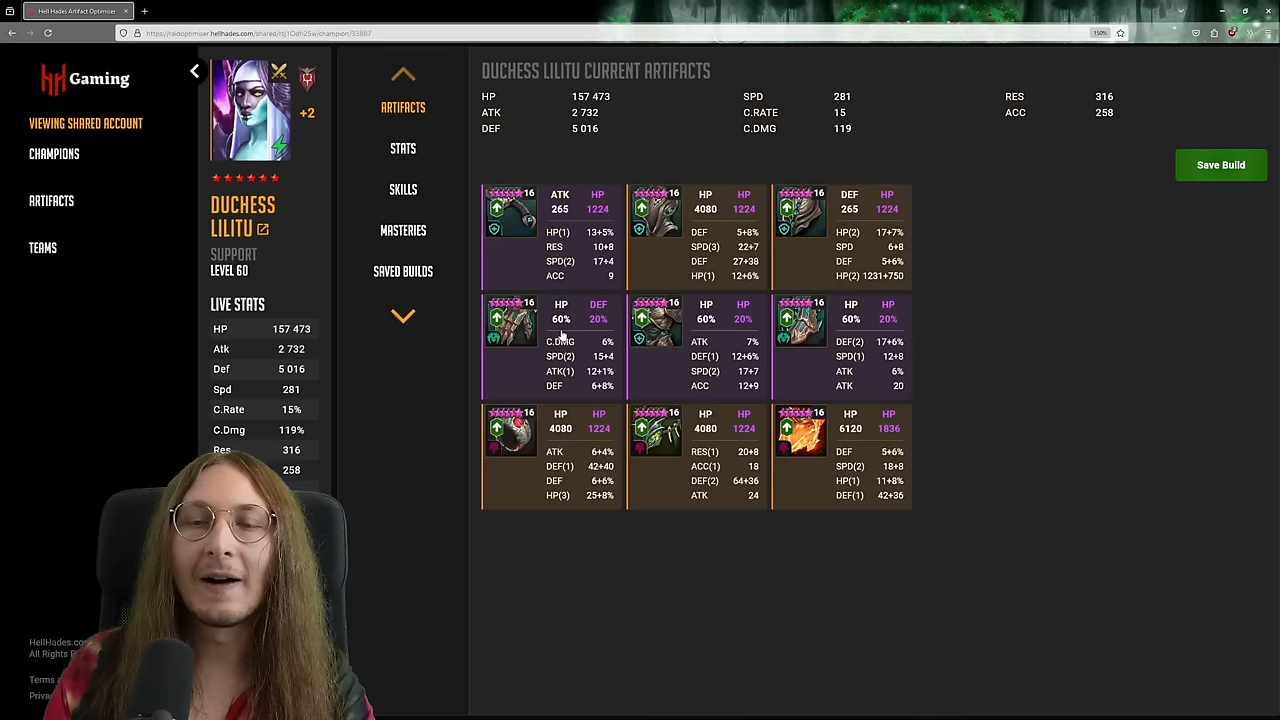 Hell Hades Artifact Optimiser
https://raidoptimiser.hellhades.com/shared/rzj1Odh25w/champion/33887
150%
Gaming
VIEWING SHARED ACCOUNT
CHAMPIONS
ARTIFACTS
TEAMS
+2
DUCHESS
LILITU
SUPPORT
LEVEL 60
LIVE STATS
HP 157 473
Atk 2 732
Def 5 016
Spd 281
C.Rate 15%
C.Dmg 119%
Res 316
258
ARTIFACTS
STATS
SKILLS
MASTERIES
SAVED BUILDS
DUCHESS LILITU CURRENT ARTIFACTS
HP 157 473 SPD 281 RES 316
ATK 2 732 C.RATE 15 ACC 258
DEF 5 016 C.DMG 119
Save Build
16 ATK HP
265 1224
HP(1) 13+5%
RES 10+8
SPD(2) 17+4
ACC 9
16 HP HP
4080 1224
DEF 5+8%
SPD(3) 22+7
DEF 27+38
HP(1) 12+6%
16 DEF HP
265 1224
HP(2) 17+7%
SPD 6+8
DEF 5+6%
HP(2) 1231+750
16 HP DEF
60% 20%
C.DMG 6%
SPD(2) 15+4
ATK(1) 12+1%
DEF 6+8%
16 HP HP
60% 20%
ATK 7%
DEF(1) 12+6%
SPD(2) 17+7
ACC 12+9
16 HP HP
60% 20%
DEF(2) 17+6%
SPD(1) 12+8
ATK 6%
ATK 20
16 HP HP
4080 1224
ATK 6+4%
DEF(1) 42+40
DEF 6+6%
HP(3) 25+8%
16 HP HP
4080 1224
RES(1) 20+8
ACC(1) 18
DEF(2) 64+36
ATK 24
16 HP HP
6120 1836
DEF 5+6%
SPD(2) 18+8
HP(1) 11+8%
DEF(1) 42+36
HellHades.co
All Rights
Terms
Priva